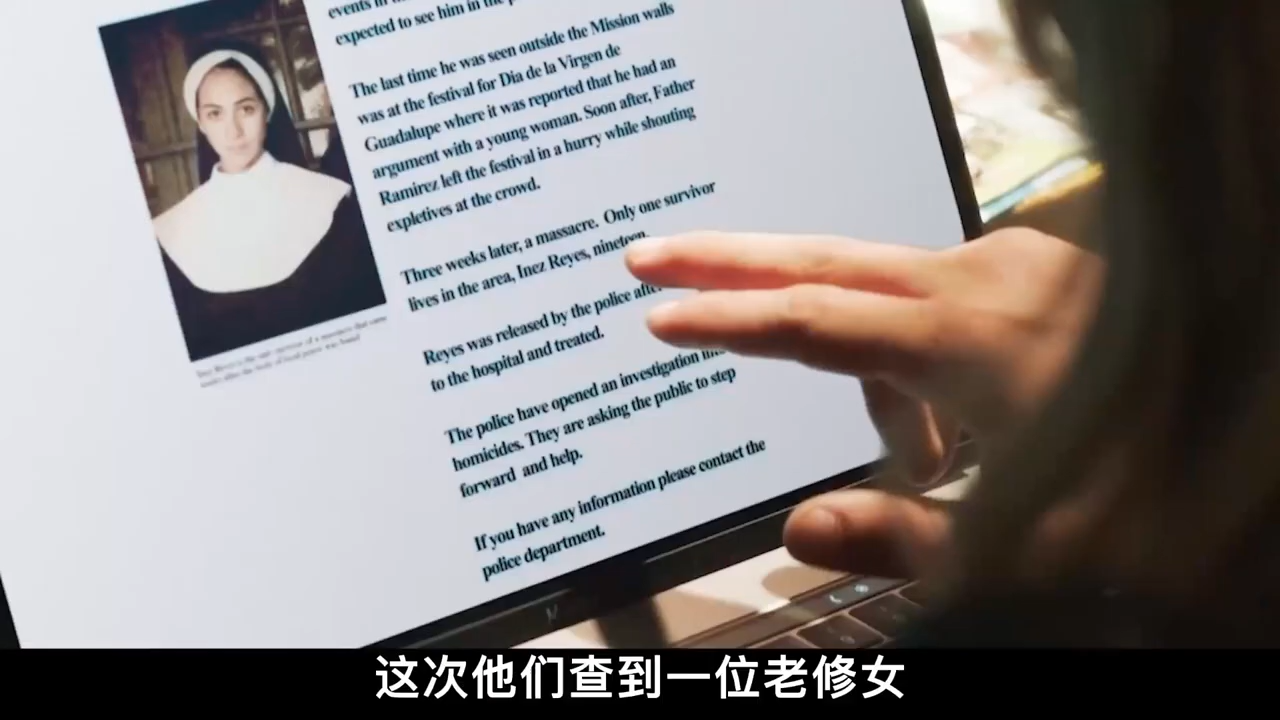 events in
expected to see him in the
The last time he was seen outside the Mission walls
was at the festival for Dia de la Virgen de
Guadalupe where it was reported that he had an
argument with a young woman. Soon after, Father
Ramirez left the festival in a hurry while shouting
expletives at the crowd.
Three weeks later, a massacre. Only one survivor
lives in the area, Inez Reyes, nineteen.
Reyes was released by the police after
to the hospital and treated.
The police have opened an investigation
homicides. They are asking the public to step
forward and help.
If you have any information please contact the
police department.
这次他们查到一位老修女